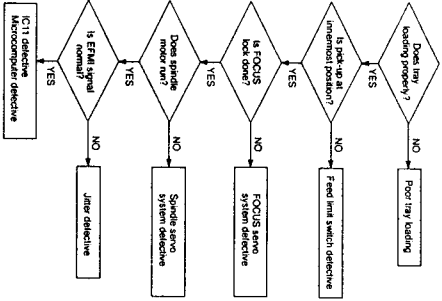 Does tray
loading properly?
NO
Poor tray loading
YES
Is pick-up at
innermost position?
NO
Feed limit switch defective
YES
Is FOCUS
lock done?
NO
FOCUS servo
system defective
YES
Does spindle
motor run?
NO
Spindle servo
system defective
YES
Is EFMI signal
normal?
NO
Jitter defective
YES
IC11 defective
Microcomputer defective